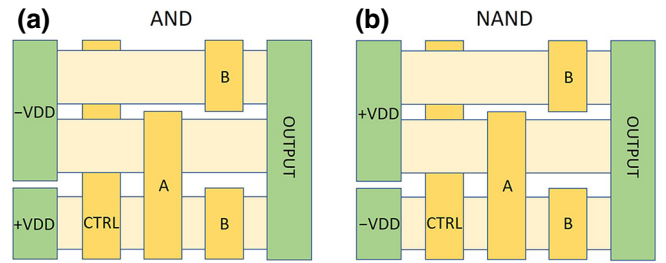 (a)
AND
(b)
NAND
−VDD
B
OUTPUT
A
+VDD
CTRL
B
+VDD
B
OUTPUT
A
−VDD
CTRL
B